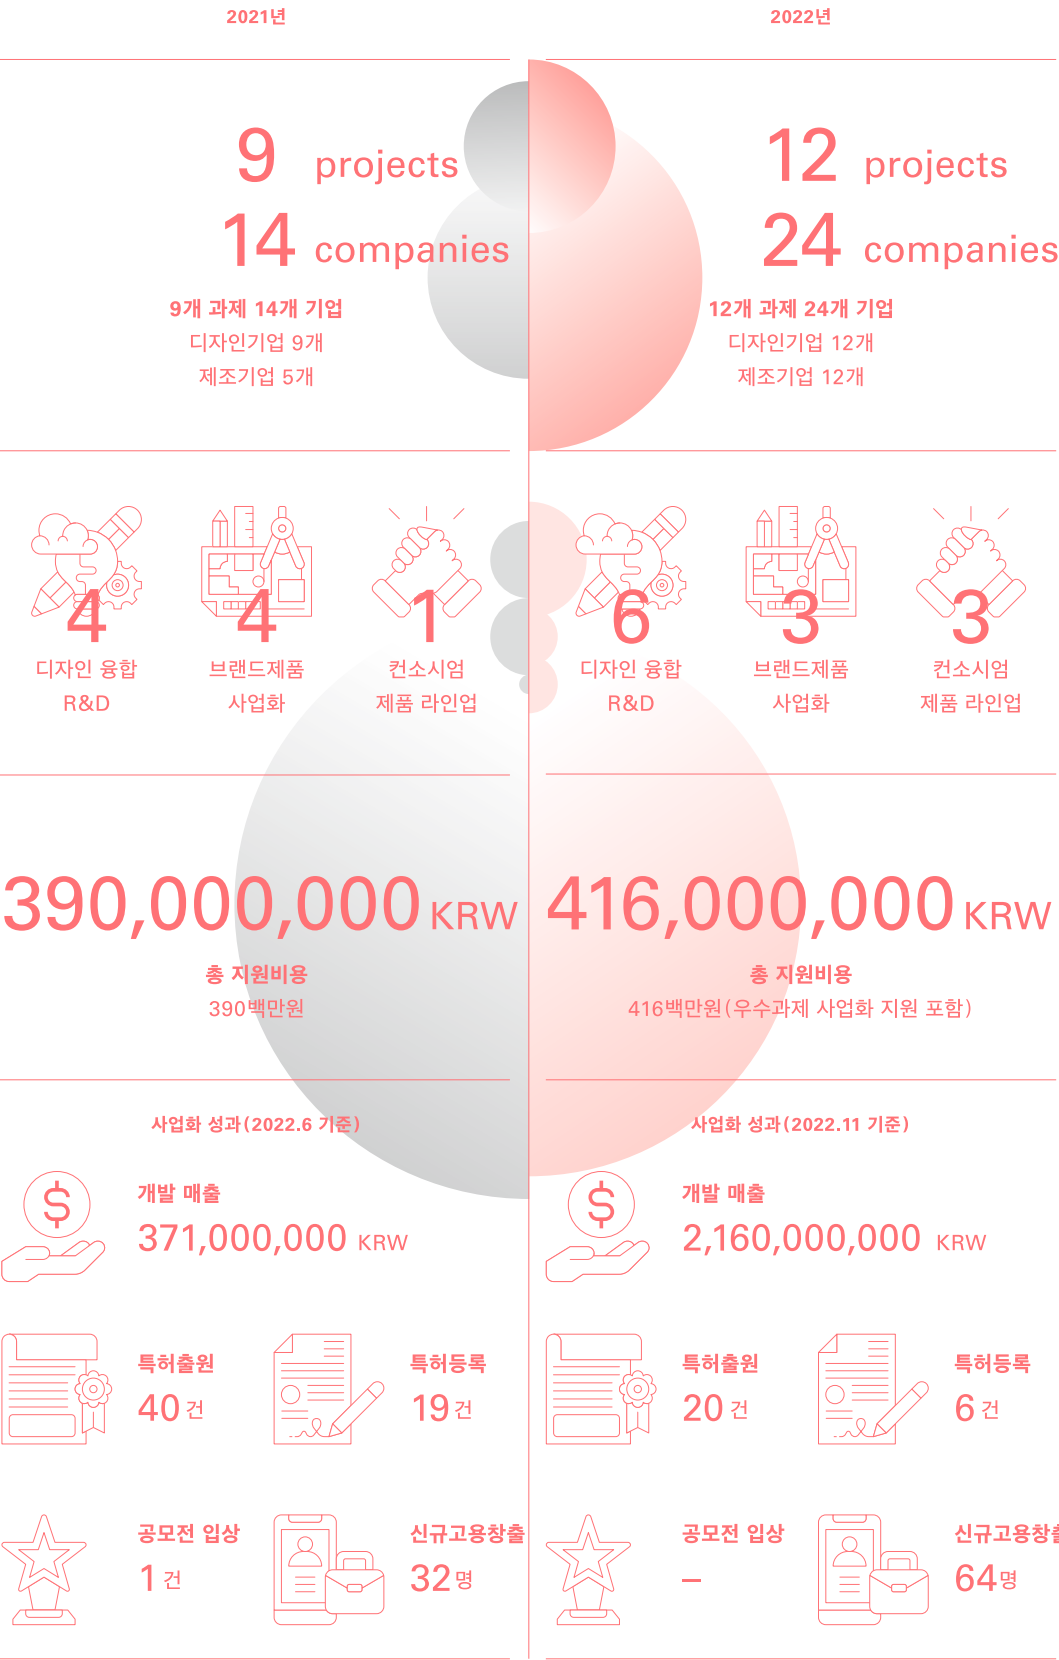 2021년
9 projects
14 companies
9개 과제 14개 기업
디자인기업 9개
제조기업 5개
4
디자인 융합
R&D
4
브랜드제품
사업화
1
컨소시엄
제품 라인업
390,000,000 KRW
총 지원비용
390백만원
사업화 성과(2022.6 기준)
개발 매출
371,000,000 KRW
특허출원
40 건
특허등록
19 건
공모전 입상
1 건
신규고용창출
32 명
2022년
12 projects
24 companies
12개 과제 24개 기업
디자인기업 12개
제조기업 12개
6
디자인 융합
R&D
3
브랜드제품
사업화
3
컨소시엄
제품 라인업
416,000,000 KRW
총 지원비용
416백만원(우수과제 사업화 지원 포함)
사업화 성과(2022.11 기준)
개발 매출
2,160,000,000 KRW
특허출원
20 건
특허등록
6 건
공모전 입상
–
신규고용창출
64 명